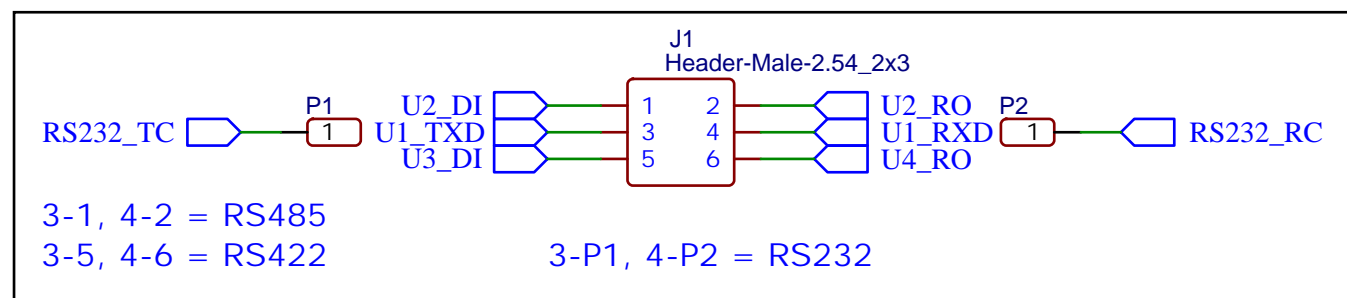 J1
Header-Male-2.54_2x3
P1
U2_DI
1
2
U2_RO
P2
RS232_TC
1
U1_TXD
3
4
U1_RXD
1
RS232_RC
U3_DI
5
6
U4_RO
3-1, 4-2 = RS485
3-5, 4-6 = RS422
3-P1, 4-P2 = RS232